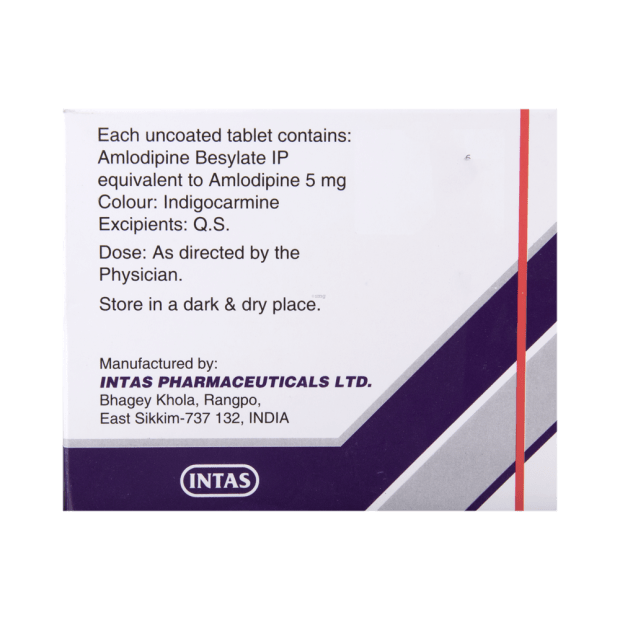 Each uncoated tablet contains:
Amlodipine Besylate IP
equivalent to Amlodipine 5 mg
Colour: Indigocarmine
Excipients: Q.S.
Dose: As directed by the
Physician.
Store in a dark & dry place.
Manufactured by:
INTAS PHARMACEUTICALS LTD.
Bhagey Khola, Rangpo,
East Sikkim-737 132, INDIA
INTAS